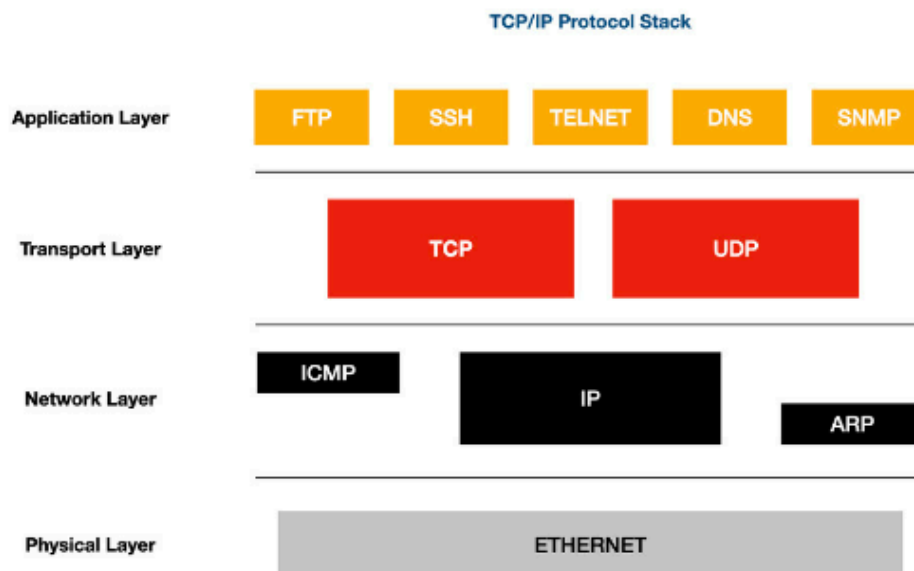 TCP/IP Protocol Stack
Application Layer
FTP
SSH
TELNET
DNS
SNMP
Transport Layer
TCP
UDP
Network Layer
ICMP
IP
ARP
Physical Layer
ETHERNET